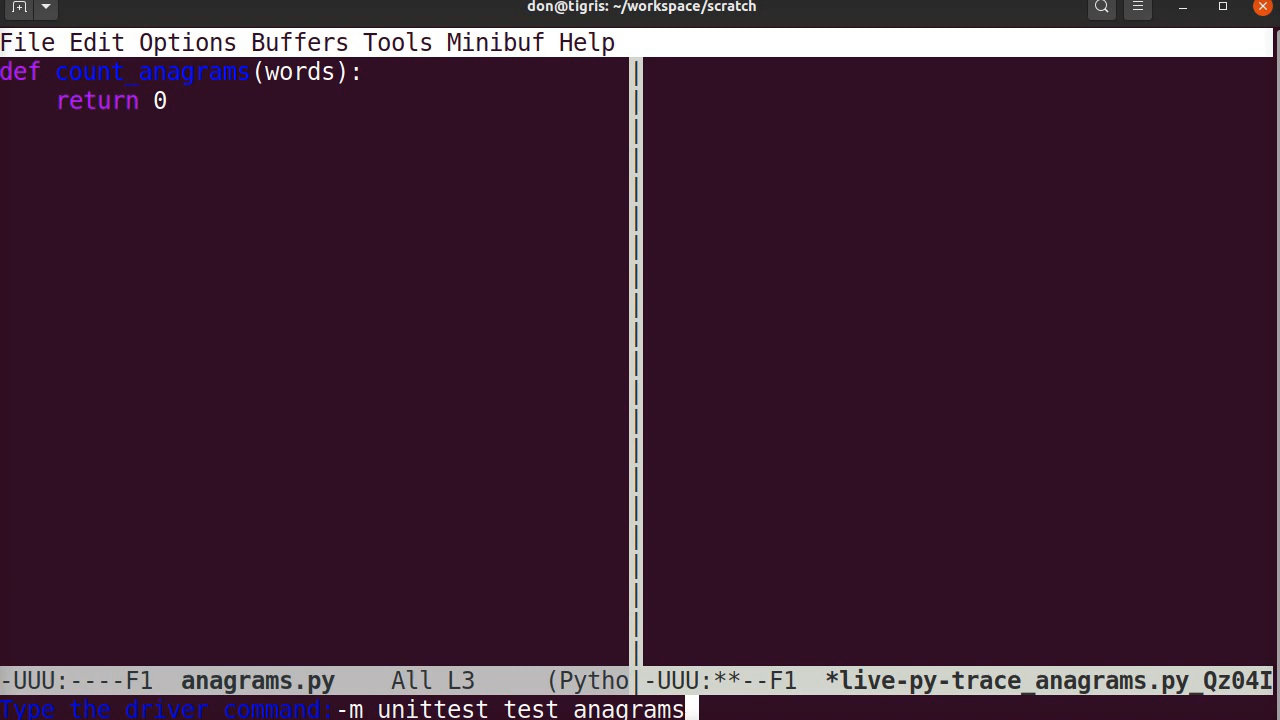 don@tigris: ~/workspace/scratch
File Edit Options Buffers Tools Minibuf Help
def count_anagrams(words):
    return 0
-UUU:----F1  anagrams.py    All L3     (Pytho|-UUU:**--F1  *live-py-trace_anagrams.py_Qz04I
Type the driver command:-m unittest test_anagrams